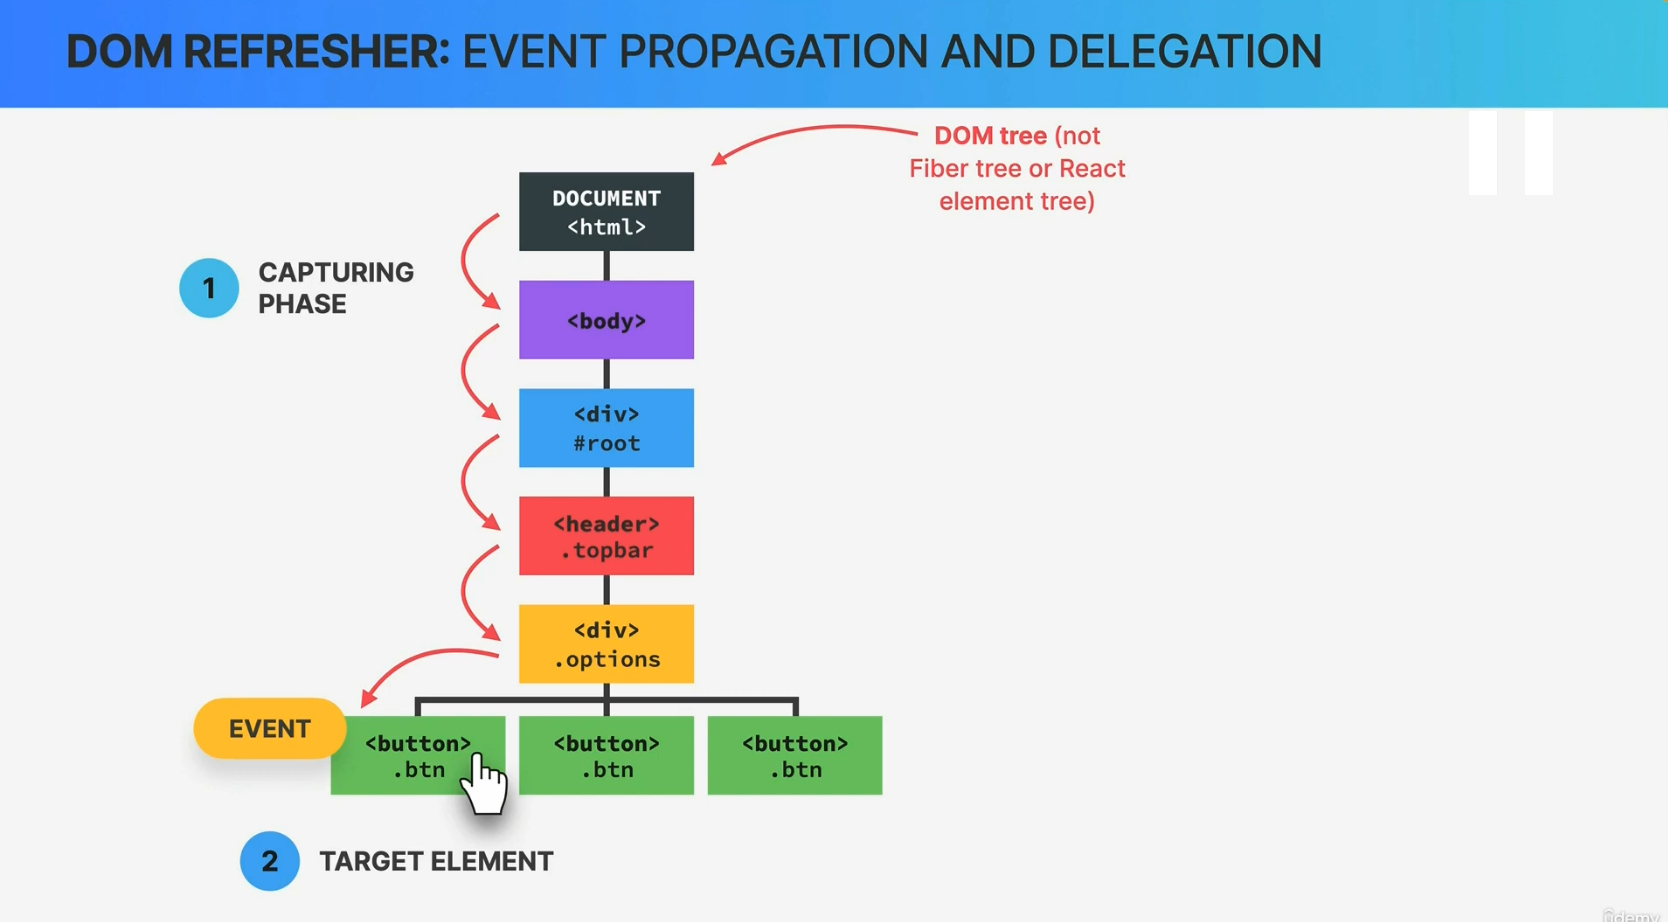 DOM REFRESHER: EVENT PROPAGATION AND DELEGATION
DOM tree (not
Fiber tree or React
element tree)
DOCUMENT
<html>
1
CAPTURING
PHASE
<body>
<div>
#root
<header>
.topbar
<div>
.options
EVENT
<button>
.btn
<button>
.btn
<button>
.btn
2
TARGET ELEMENT
ûdemy